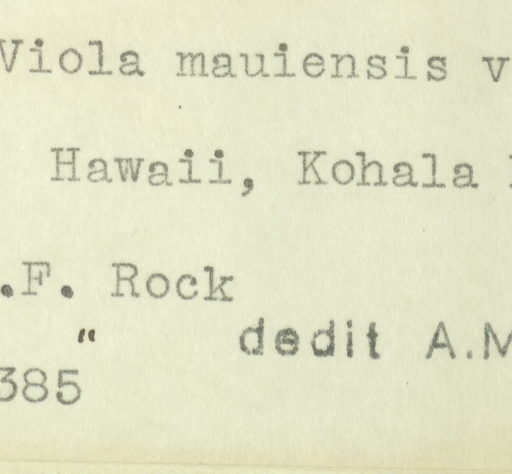 Viola mauiensis v
Hawaii, Kohala
.F. Rock
" dedit A.M
385